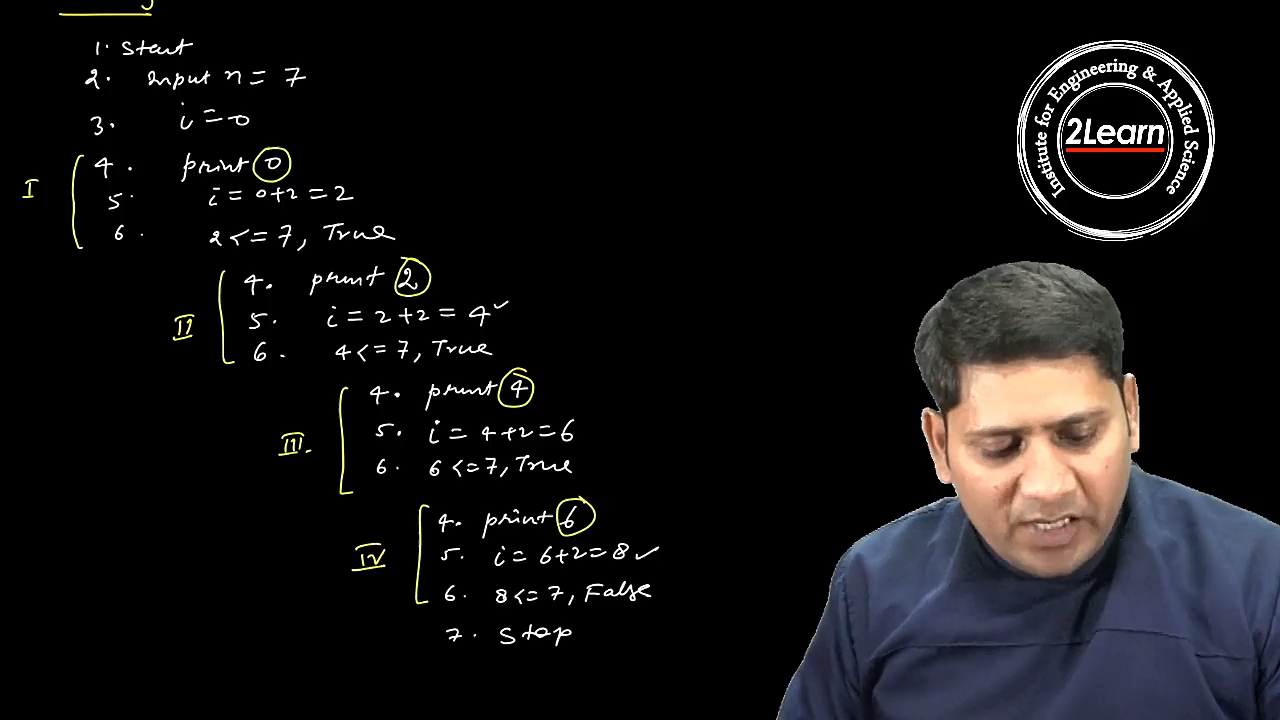 1. Start
2. Input n = 7
3. i = 0
I
4. print 0
5. i = 0+2 = 2
6. 2 <= 7, True
II
4. print 2
5. i = 2+2 = 4 ✓
6. 4 <= 7, True
III.
4. print 4
5. i = 4+2 = 6
6. 6 <= 7, True
IV
4. print 6
5. i = 6+2 = 8 ✓
6. 8 <= 7, False
7. Stop
Institute for Engineering & Applied Science
2Learn